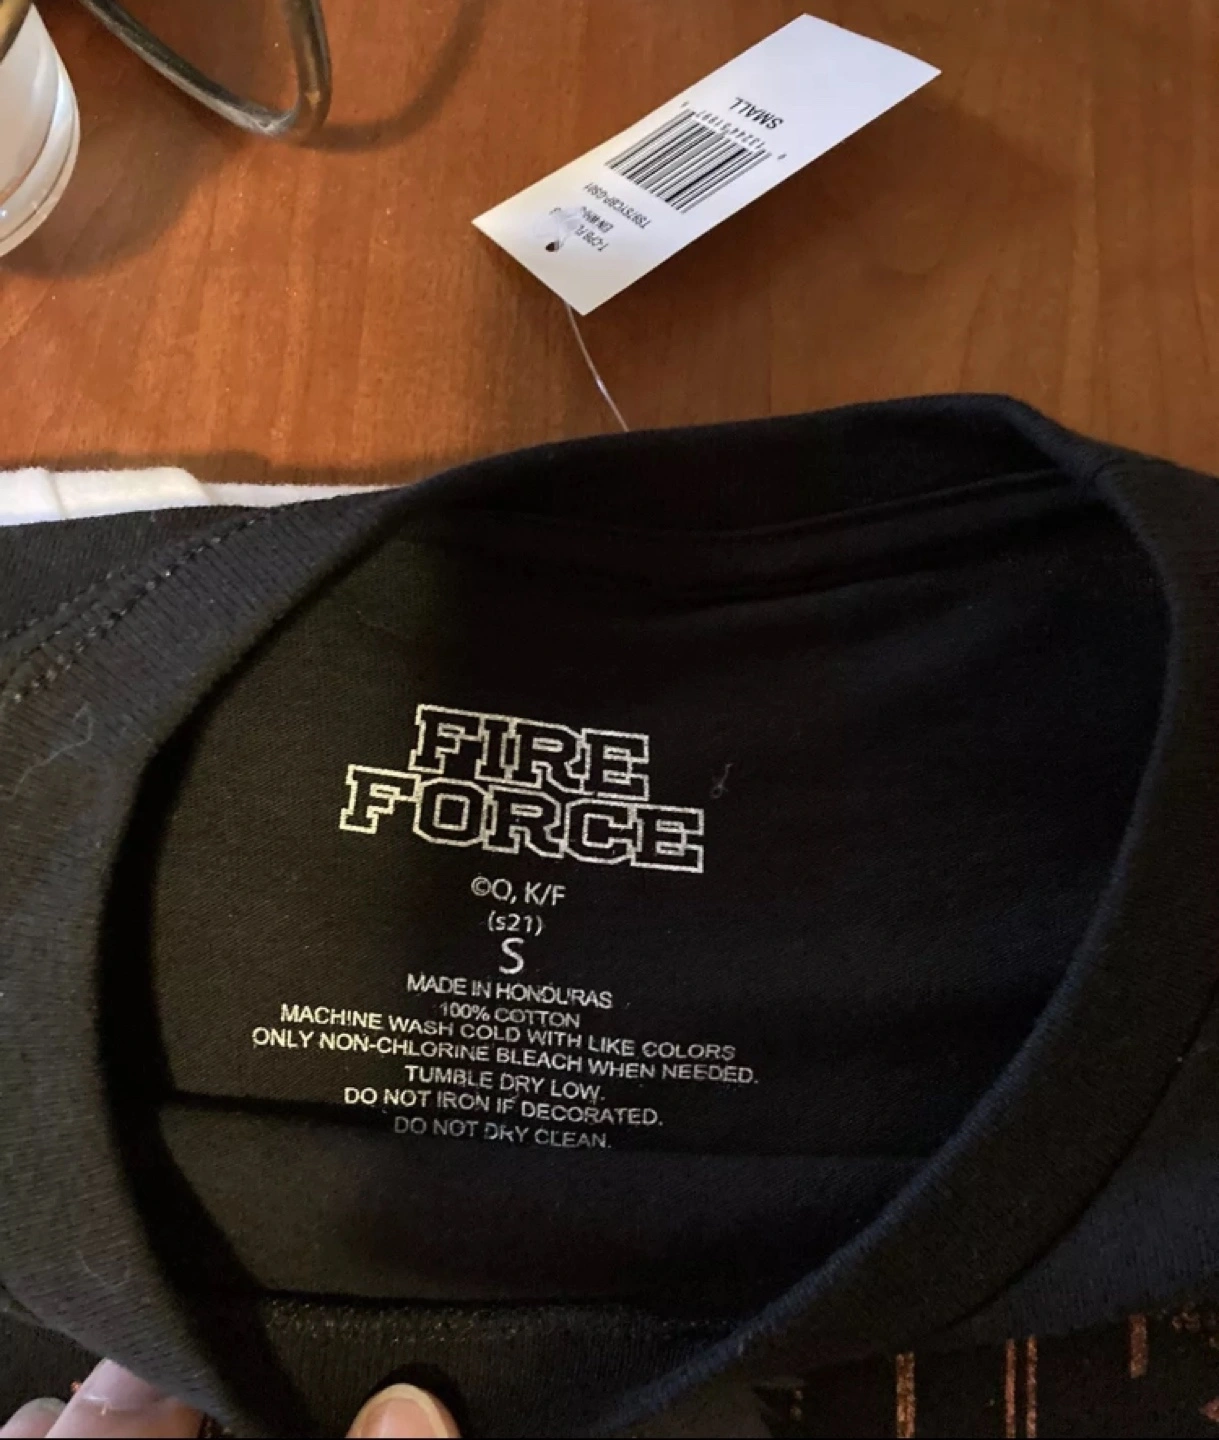 SMALL
FIRE
FORCE
©O, K/F
(s21)
S
MADE IN HONDURAS
100% COTTON
MACHINE WASH COLD WITH LIKE COLORS
ONLY NON-CHLORINE BLEACH WHEN NEEDED.
TUMBLE DRY LOW.
DO NOT IRON IF DECORATED.
DO NOT DRY CLEAN.